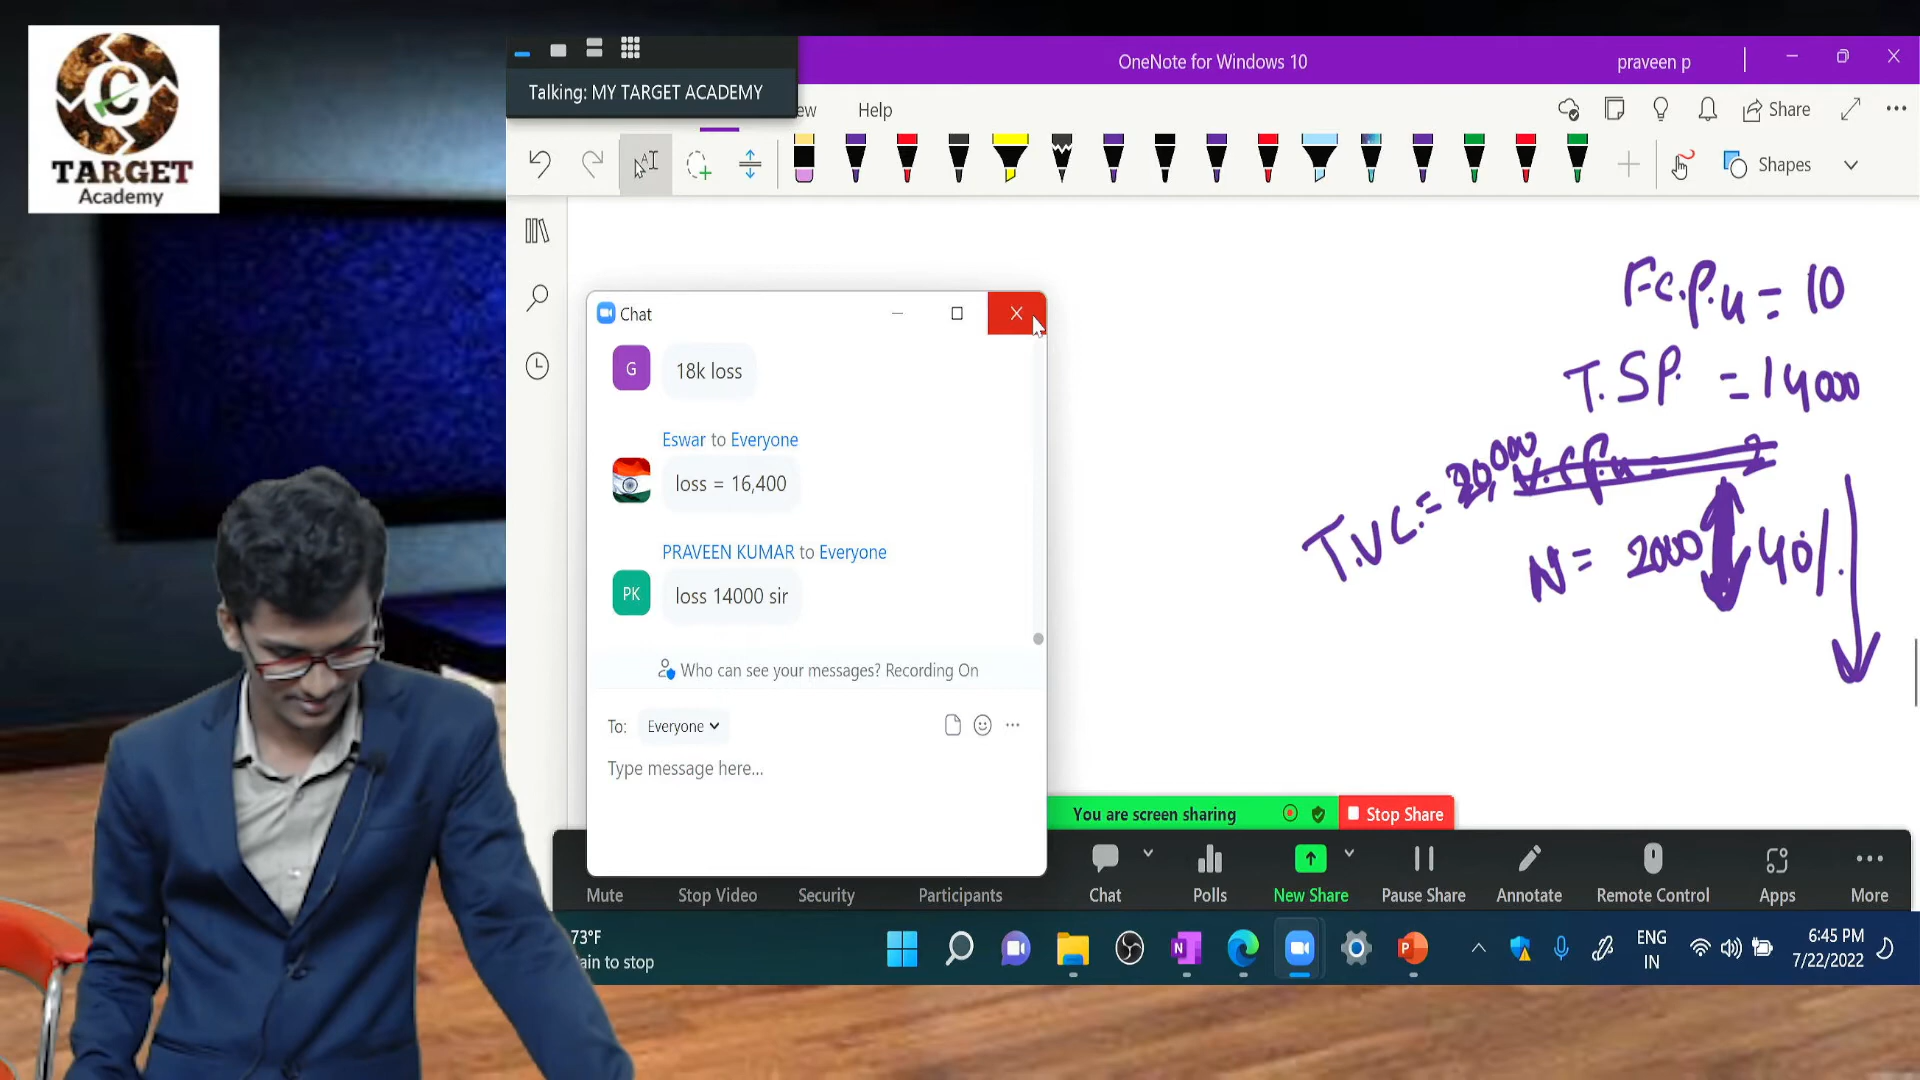 TARGET
Academy
Talking: MY TARGET ACADEMY
OneNote for Windows 10
praveen p
ew
Help
Share
Shapes
Chat
G
18k loss
Eswar to Everyone
loss = 16,400
PRAVEEN KUMAR to Everyone
PK
loss 14000 sir
Who can see your messages? Recording On
To: Everyone
Type message here...
F.C.P.u = 10
T.SP. = 14000
T.V.C. = 20,000
N = 2000 40%.
You are screen sharing
Stop Share
Mute
Stop Video
Security
Participants
Chat
Polls
New Share
Pause Share
Annotate
Remote Control
Apps
More
73°F
ain to stop
ENG
IN
6:45 PM
7/22/2022